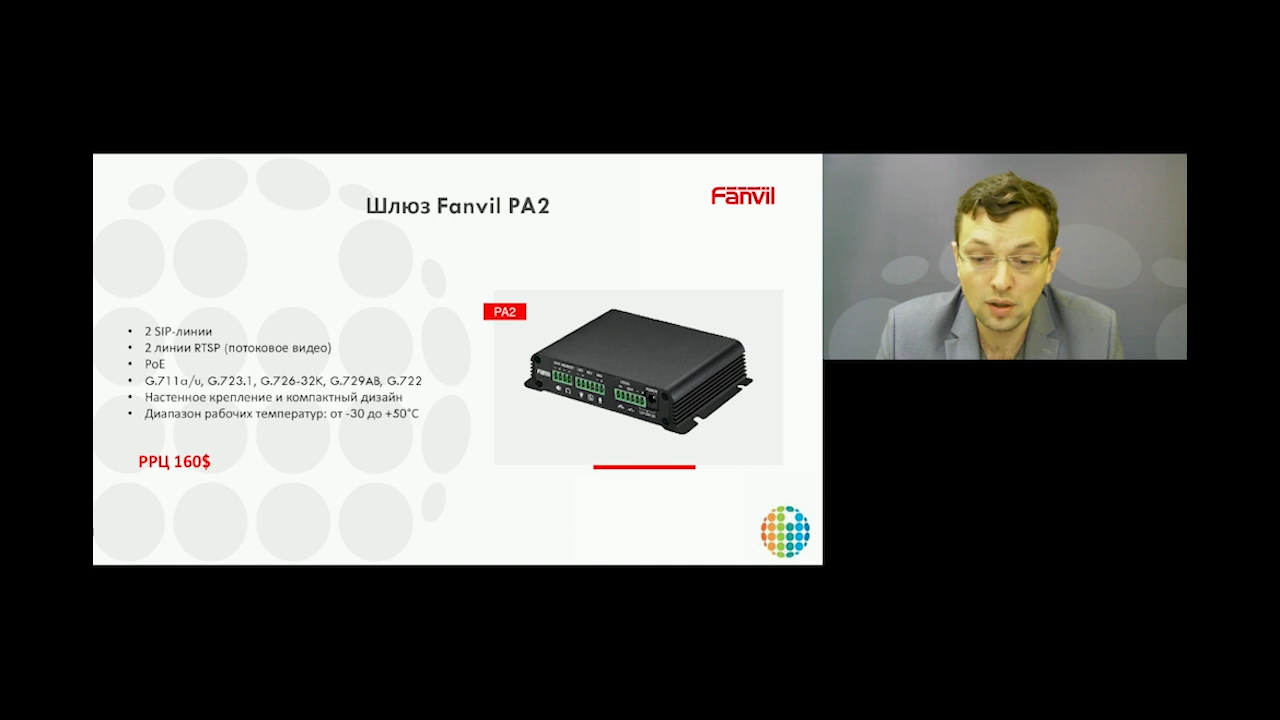 Шлюз Fanvil PA2
Fanvil
• 2 SIP-линии
• 2 линии RTSP (потоковое видео)
• PoE
• G.711a/u, G.723.1, G.726-32K, G.729AB, G.722
• Настенное крепление и компактный дизайн
• Диапазон рабочих температур: от -30 до +50°C
РРЦ 160$
PA2
Fanvil